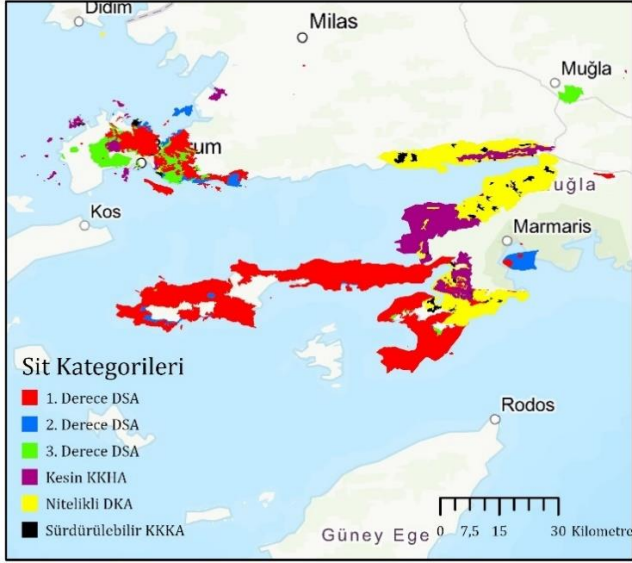 Didim
Milas
Muğla
um
uğla
Kos
Marmaris
Sit Kategorileri
1. Derece DSA
2. Derece DSA
3. Derece DSA
Kesin KKHA
Nitelikli DKA
Sürdürülebilir KKKA
Rodos
0 7,5 15 30 Kilometre
Güney Ege